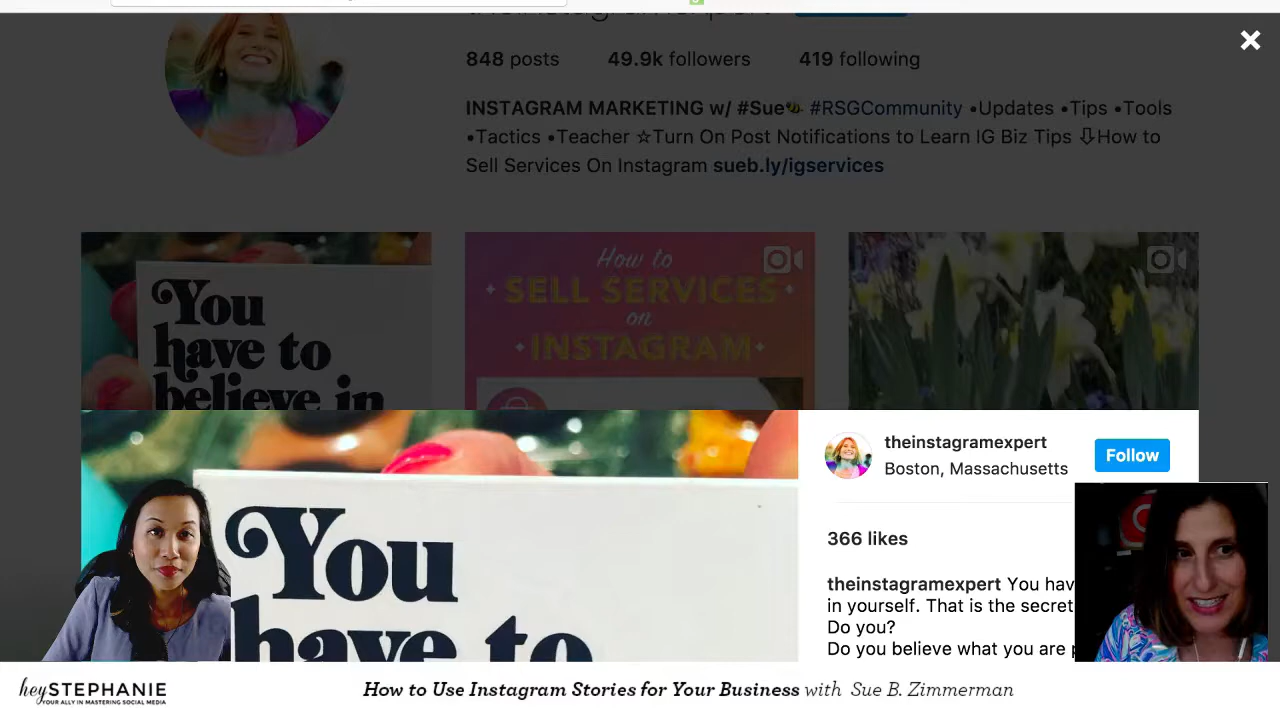 848 posts 49.9k followers 419 following
INSTAGRAM MARKETING w/ #Sue🐝 #RSGCommunity •Updates •Tips •Tools
•Tactics •Teacher ☆Turn On Post Notifications to Learn IG Biz Tips ⇩How to
Sell Services On Instagram sueb.ly/igservices
You
have to
believe in
How to
SELL SERVICES
on
INSTAGRAM
theinstagramexpert
Boston, Massachusetts
Follow
You
have to
366 likes
theinstagramexpert You hav
in yourself. That is the secret
Do you?
Do you believe what you are
heySTEPHANIE
YOUR ALLY IN MASTERING SOCIAL MEDIA
How to Use Instagram Stories for Your Business with Sue B. Zimmerman